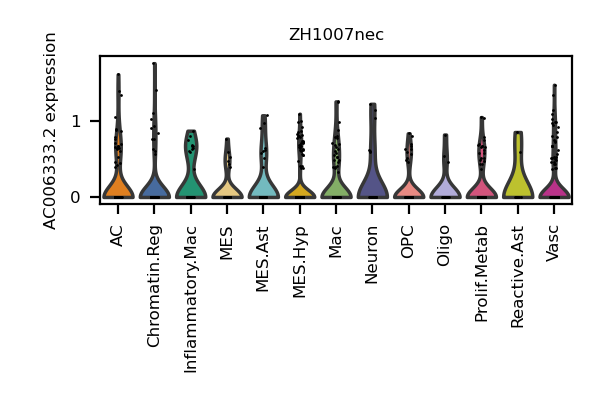 ZH1007nec
AC006333.2 expression
1
0
AC
Chromatin.Reg
Inflammatory.Mac
MES
MES.Ast
MES.Hyp
Mac
Neuron
OPC
Oligo
Prolif.Metab
Reactive.Ast
Vasc